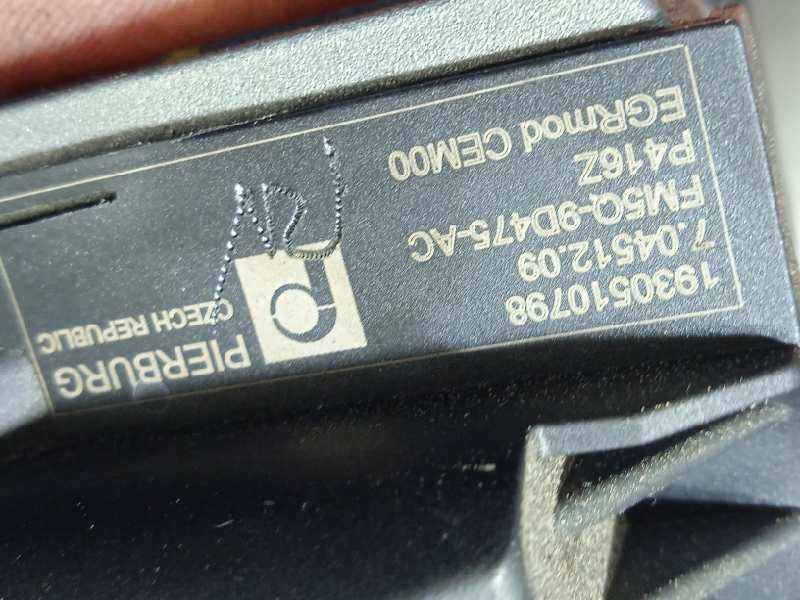 PIERBURG
CZECH REPUBLIC
1930510798
7.04512.09
FM5Q-9D475-AC
P416Z
EGRmod CEM00